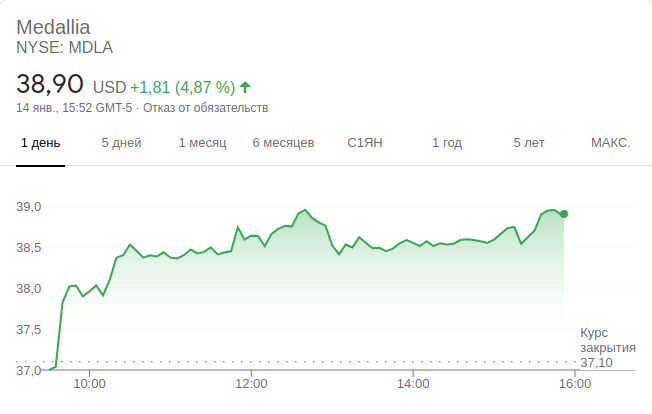 Medallia
NYSE: MDLA
38,90 USD +1,81 (4,87 %)
14 янв., 15:52 GMT-5 · Отказ от обязательств
1 день 5 дней 1 месяц 6 месяцев С1ЯН 1 год 5 лет МАКС.
39,0
38,5
38,0
37,5
37,0
Курс
закрытия
37,10
10:00 12:00 14:00 16:00